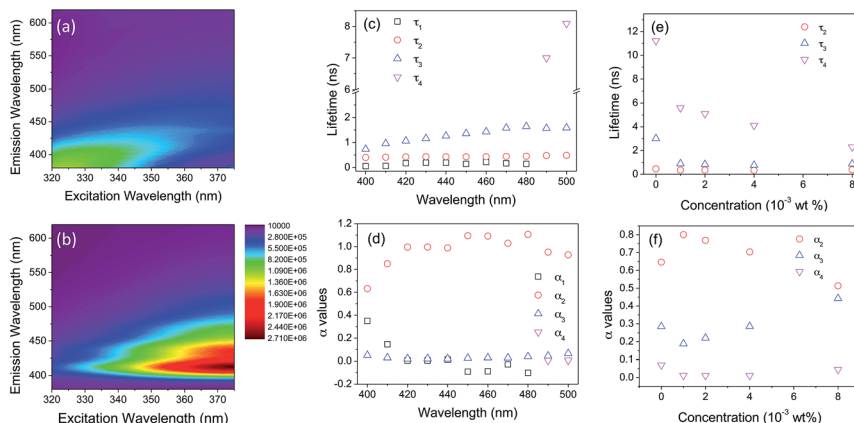 (a)
600
550
500
450
400
320
330
340
350
360
370
Emission Wavelength (nm)
Excitation Wavelength (nm)
(b)
600
550
500
450
400
320
330
340
350
360
370
Emission Wavelength (nm)
Excitation Wavelength (nm)
10000
2.800E+05
5.500E+05
8.200E+05
1.090E+06
1.360E+06
1.630E+06
1.900E+06
2.170E+06
2.440E+06
2.710E+06
(c)
τ1
τ2
τ3
τ4
8
7
6
2
1
0
400
420
440
460
480
500
Lifetime (ns)
Wavelength (nm)
(d)
α1
α2
α3
α4
1.2
1.0
0.8
0.6
0.4
0.2
0.0
-0.2
400
420
440
460
480
500
α values
Wavelength (nm)
(e)
τ2
τ3
τ4
12
10
8
6
4
2
0
0
2
4
6
8
Lifetime (ns)
Concentration (10⁻³ wt %)
(f)
α2
α3
α4
0.8
0.7
0.6
0.5
0.4
0.3
0.2
0.1
0.0
0
2
4
6
8
α values
Concentration (10⁻³ wt%)